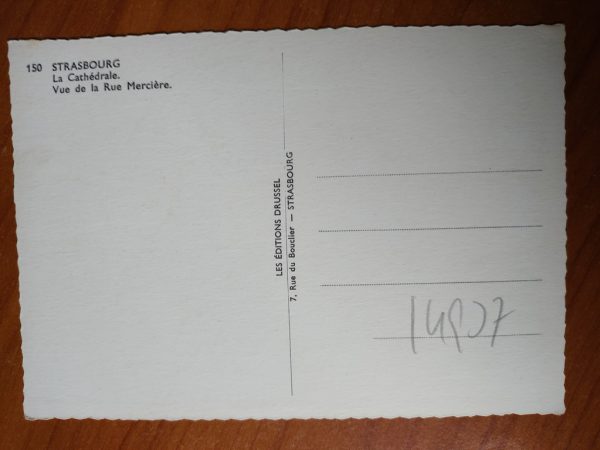 150 STRASBOURG
La Cathédrale.
Vue de la Rue Mercière.
LES ÉDITIONS DRUSSEL
7, Rue du Bouclier — STRASBOURG